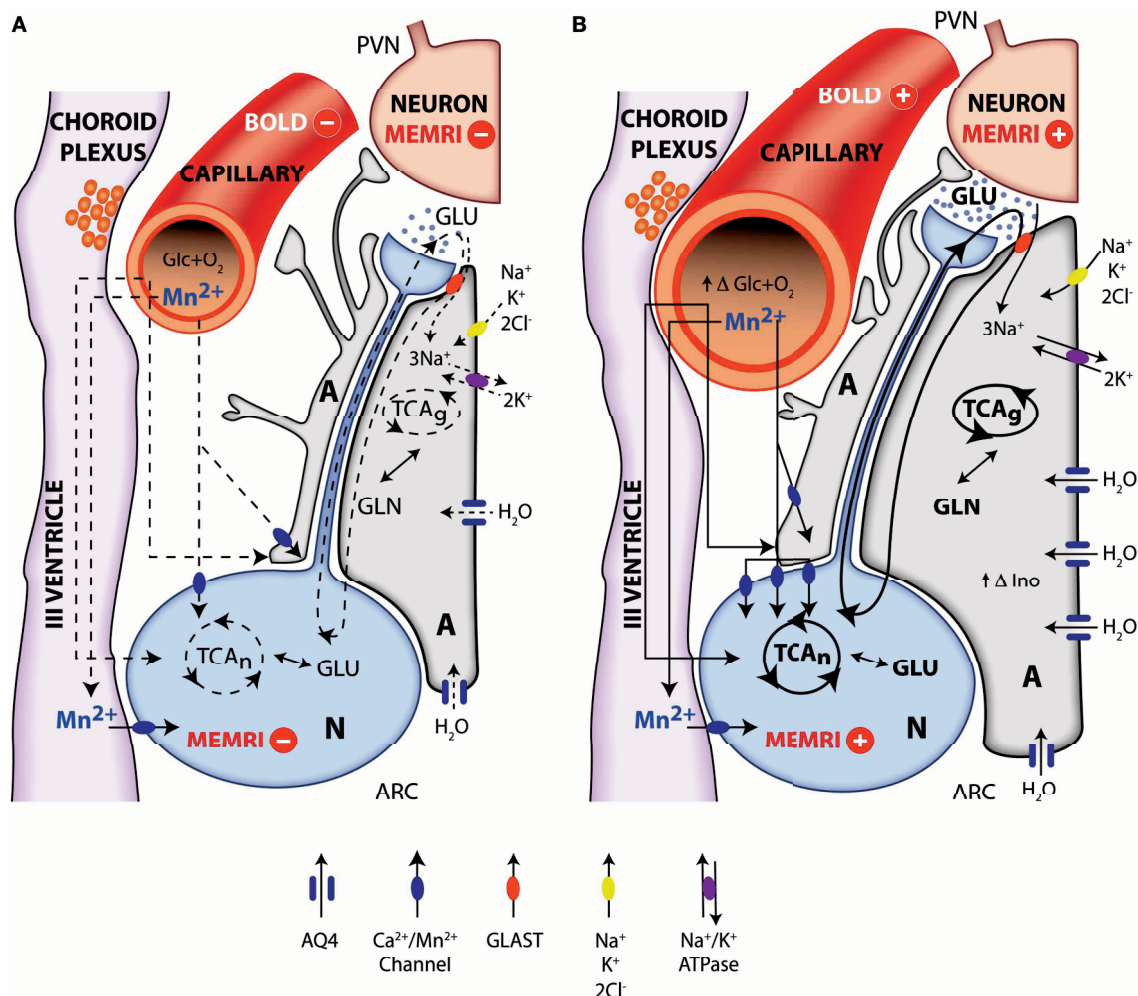 A
PVN
BOLD −
NEURON
MEMRI −
CHOROID
PLEXUS
CAPILLARY
GLU
Glc+O₂
Mn²⁺
Na⁺
K⁺
2Cl⁻
3Na⁺
2K⁺
A
TCAg
GLN
H₂O
III VENTRICLE
A
TCAn
GLU
Mn²⁺
MEMRI −
N
H₂O
ARC
B
PVN
BOLD +
NEURON
MEMRI +
CHOROID
PLEXUS
CAPILLARY
GLU
↑ Δ Glc+O₂
Mn²⁺
Na⁺
K⁺
2Cl⁻
3Na⁺
2K⁺
A
TCAg
GLN
H₂O
H₂O
↑ Δ Ino
H₂O
III VENTRICLE
A
TCAn
GLU
Mn²⁺
MEMRI +
N
H₂O
ARC
AQ4
Ca²⁺/Mn²⁺
Channel
GLAST
Na⁺
K⁺
2Cl⁻
Na⁺/K⁺
ATPase